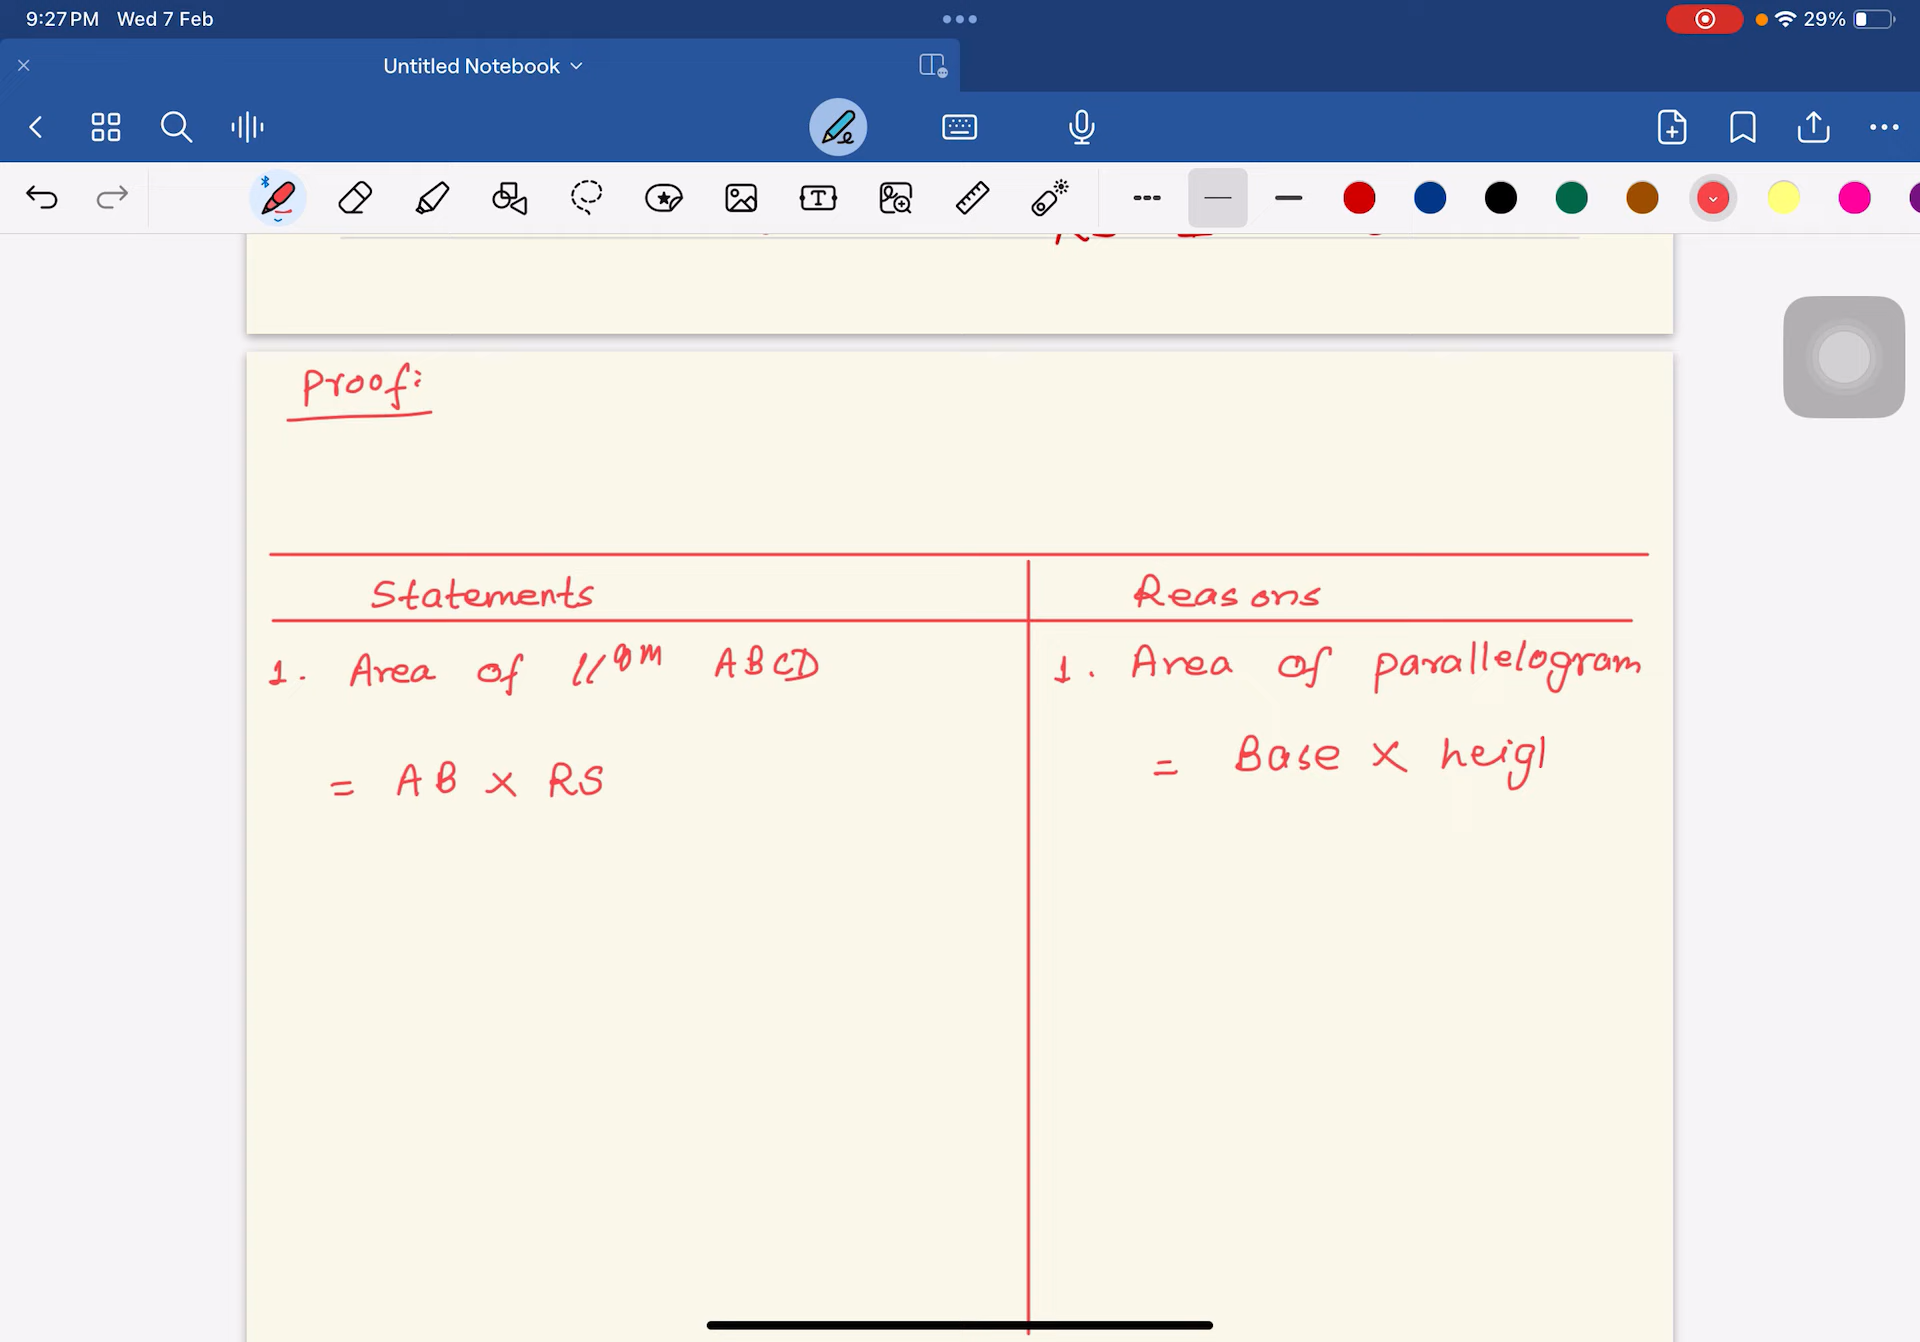 9:27 PM Wed 7 Feb
29%
Untitled Notebook
Proof:
Statements
Reasons
1. Area of //gm ABCD
1. Area of parallelogram
= AB × RS
= Base × heigl